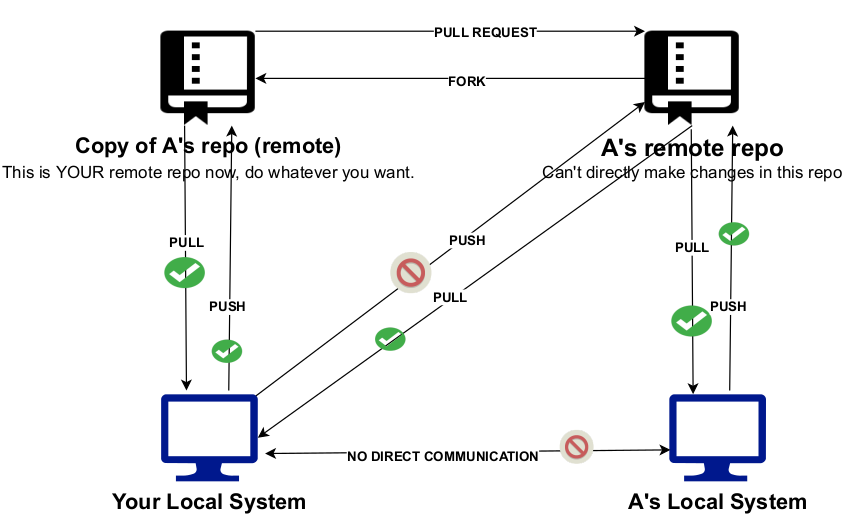 PULL REQUEST
FORK
Copy of A's repo (remote)
A's remote repo
This is YOUR remote repo now, do whatever you want.
Can't directly make changes in this repo
PULL
PUSH
PULL
PULL
PUSH
PUSH
NO DIRECT COMMUNICATION
Your Local System
A's Local System